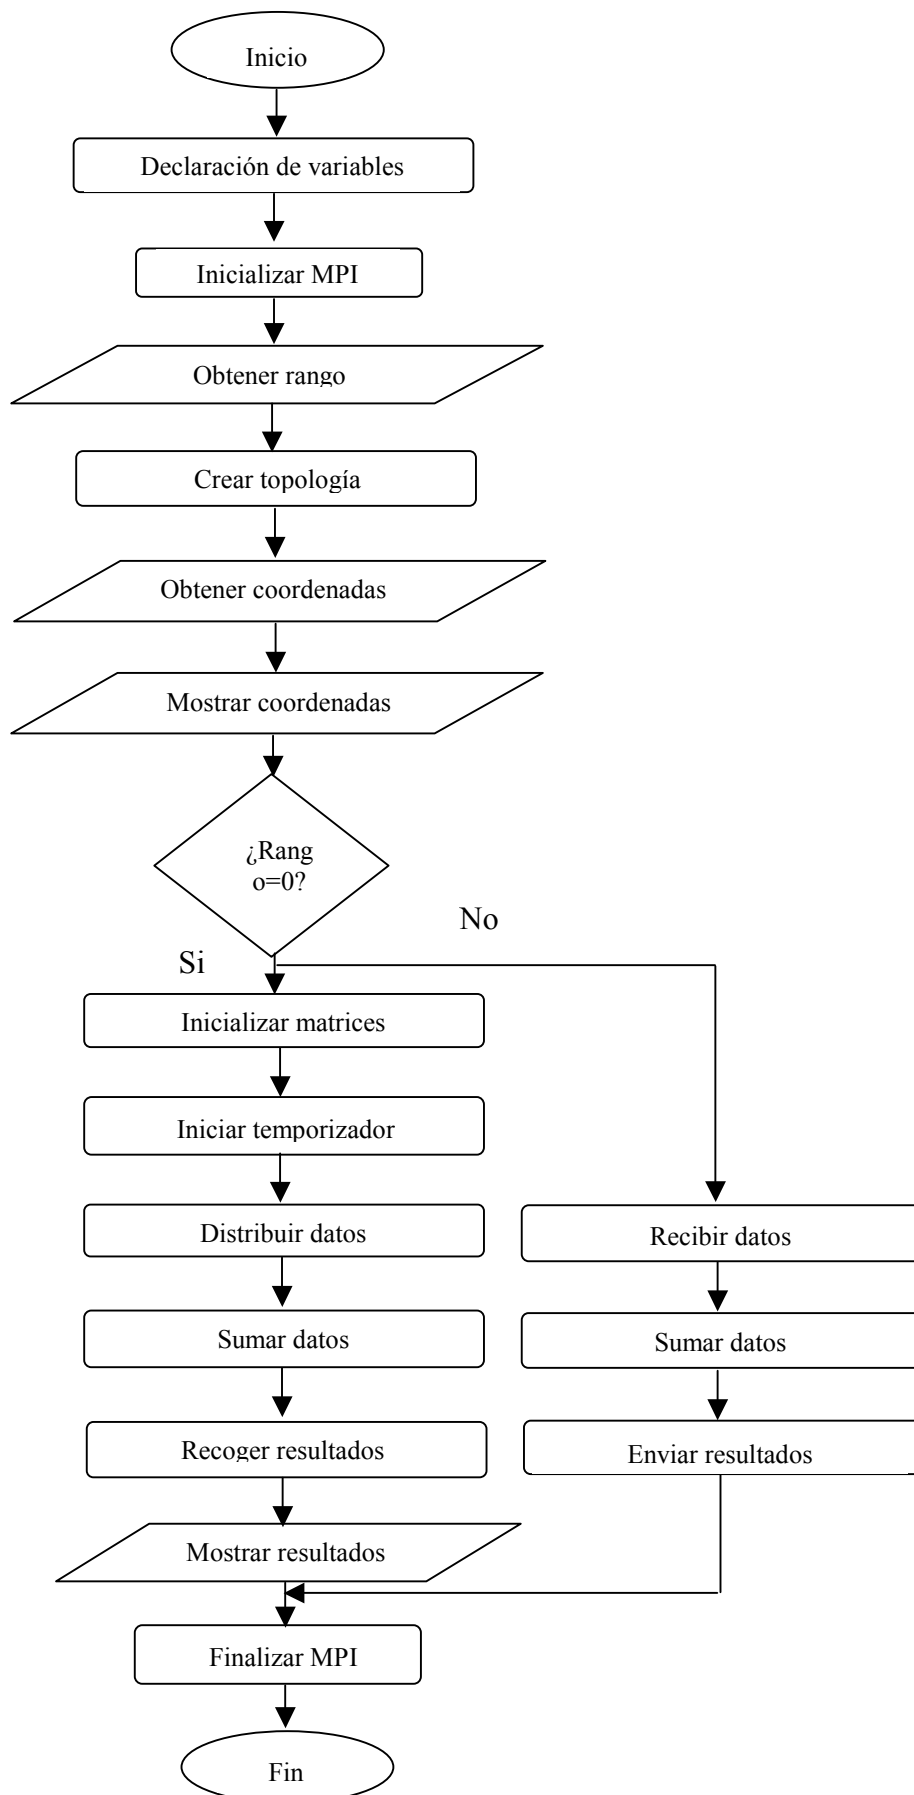 Inicio
Declaración de variables
Inicializar MPI
Obtener rango
Crear topología
Obtener coordenadas
Mostrar coordenadas
¿Rang
o=0?
No
Si
Inicializar matrices
Iniciar temporizador
Distribuir datos
Sumar datos
Recoger resultados
Mostrar resultados
Recibir datos
Sumar datos
Enviar resultados
Finalizar MPI
Fin